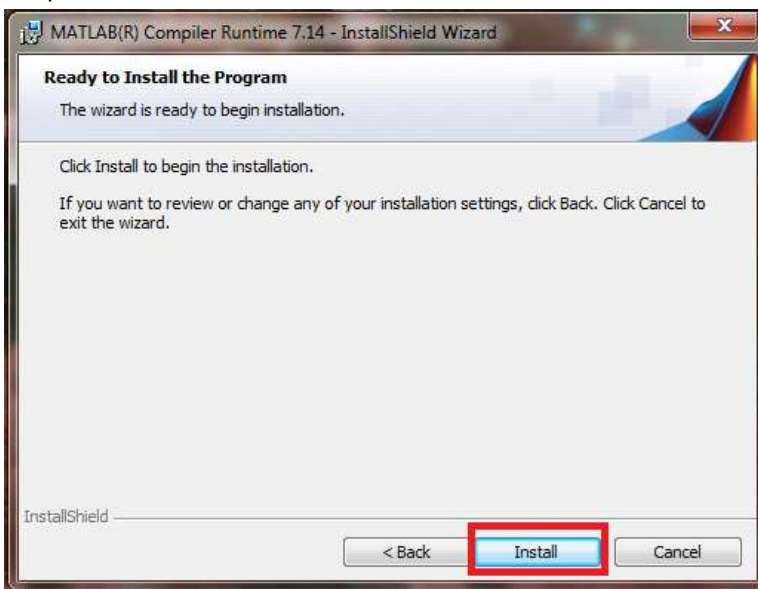 MATLAB(R) Compiler Runtime 7.14 - InstallShield Wizard
Ready to Install the Program
The wizard is ready to begin installation.
Click Install to begin the installation.
If you want to review or change any of your installation settings, click Back. Click Cancel to
exit the wizard.
InstallShield
< Back Install Cancel